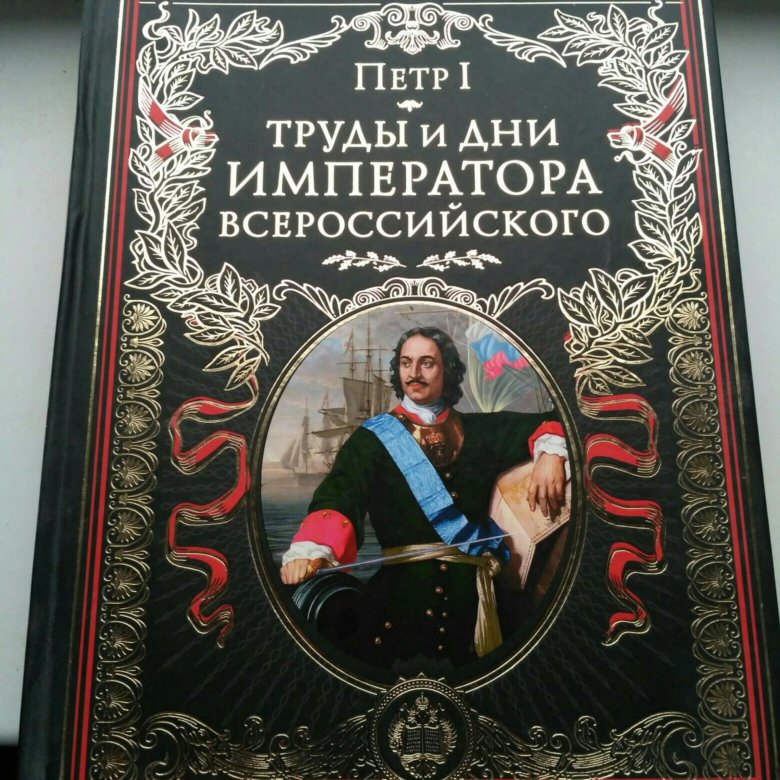 ПЕТР I
ТРУДЫ И ДНИ
ИМПЕРАТОРА
ВСЕРОССИЙСКОГО